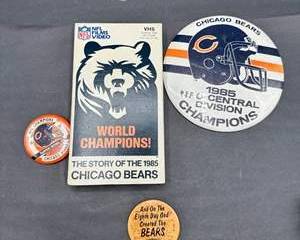 NFL
FILMS
VIDEO
VHS
WORLD
CHAMPIONS!
THE STORY OF THE 1985
CHICAGO BEARS
CHICAGO BEARS
1985
NFC CENTRAL
DIVISION
CHAMPIONS
And On The
Eighth Day God
Created The
BEARS